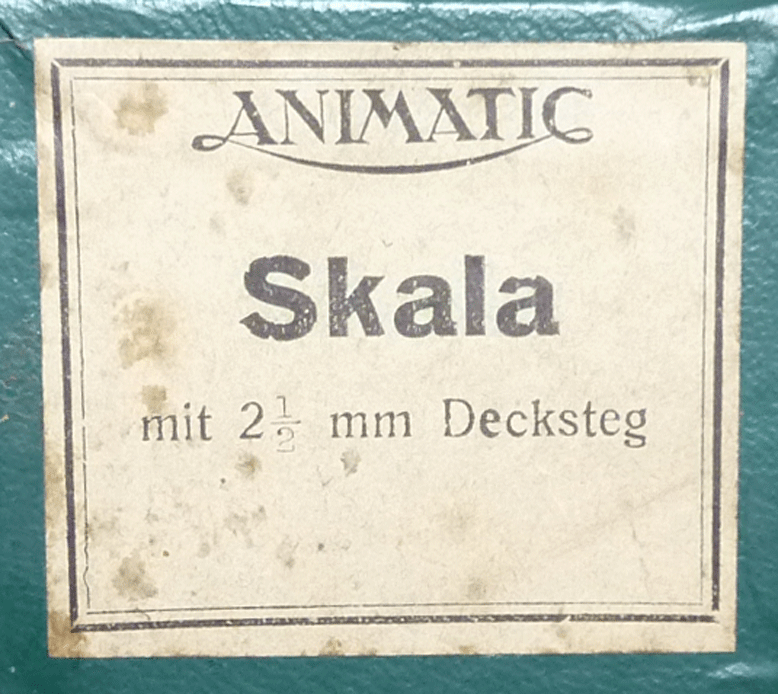 ANIMATIC
Skala
mit 2½ mm Decksteg